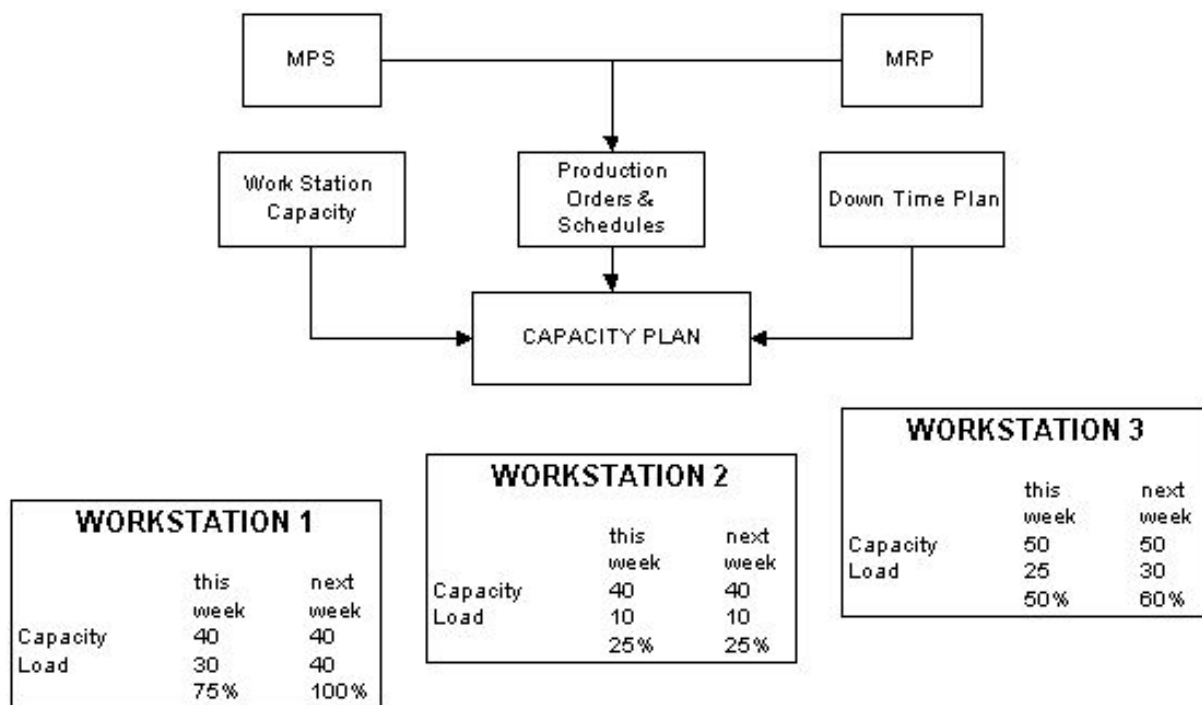 MPS
MRP
Work Station
Capacity
Production
Orders &
Schedules
Down Time Plan
CAPACITY PLAN
WORKSTATION 1
this next
week week
Capacity 40 40
Load 30 40
75% 100%
WORKSTATION 2
this next
week week
Capacity 40 40
Load 10 10
25% 25%
WORKSTATION 3
this next
week week
Capacity 50 50
Load 25 30
50% 60%